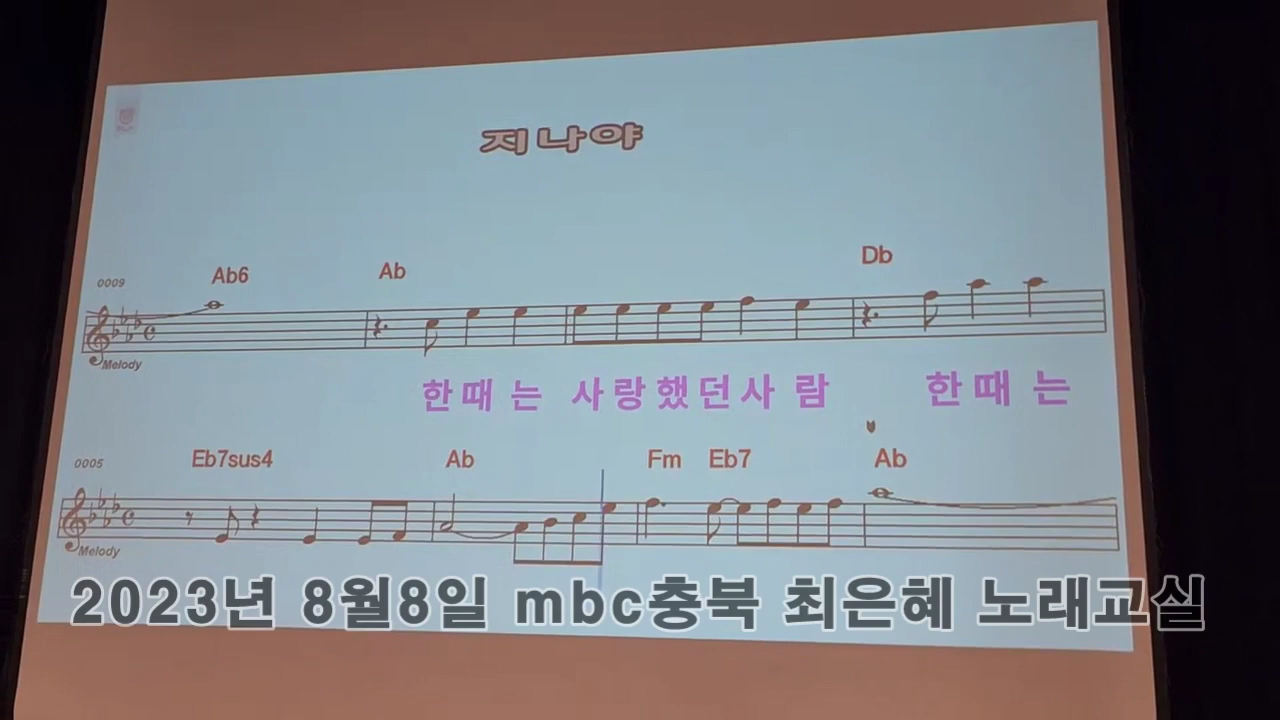 지나야
0009 Ab6 Ab Db
Melody
한때는 사랑했던사람 한때는
0005 Eb7sus4 Ab Fm Eb7 Ab
Melody
2023년 8월8일 mbc충북 최은혜 노래교실